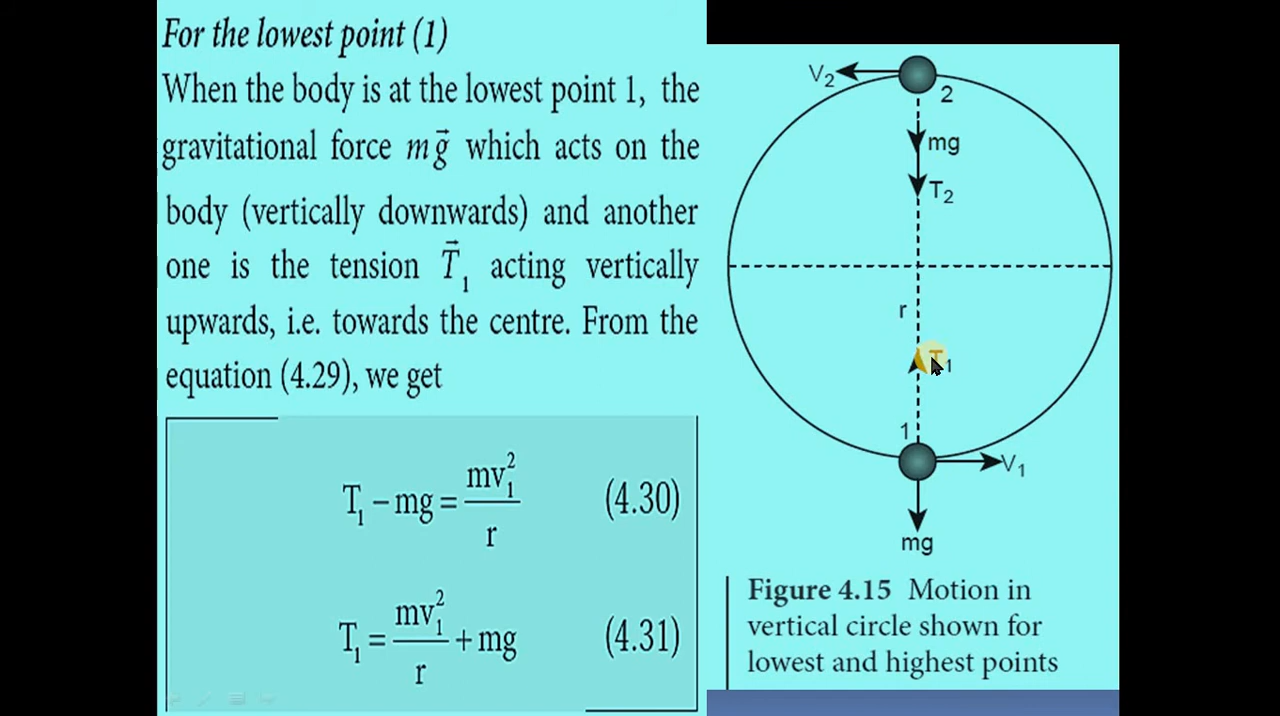 For the lowest point (1)
When the body is at the lowest point 1, the
gravitational force m𝑔⃗ which acts on the
body (vertically downwards) and another
one is the tension T⃗₁ acting vertically
upwards, i.e. towards the centre. From the
equation (4.29), we get
T₁ − mg = mv₁²/r (4.30)
T₁ = mv₁²/r + mg (4.31)
V₂
2
mg
T₂
r
T₁
1
V₁
mg
Figure 4.15 Motion in
vertical circle shown for
lowest and highest points